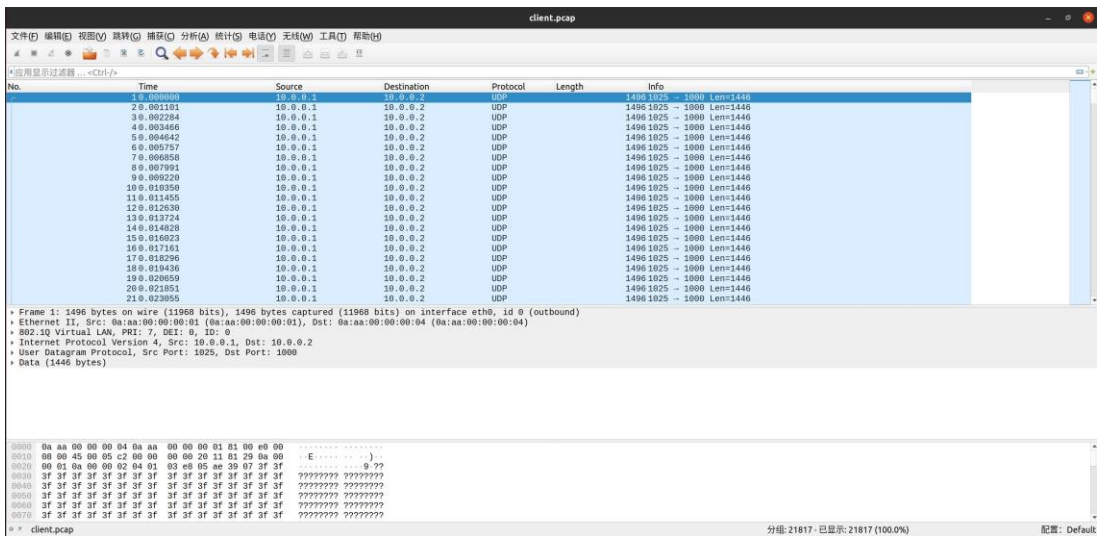 client.pcap
文件(F) 编辑(E) 视图(V) 跳转(G) 捕获(C) 分析(A) 统计(S) 电话(Y) 无线(W) 工具(T) 帮助(H)
应用显示过滤器 … <Ctrl-/>
No. Time Source Destination Protocol Length Info
1 0.000000 10.0.0.1 10.0.0.2 UDP 1496 1025 → 1000 Len=1446
2 0.001101 10.0.0.1 10.0.0.2 UDP 1496 1025 → 1000 Len=1446
3 0.002284 10.0.0.1 10.0.0.2 UDP 1496 1025 → 1000 Len=1446
4 0.003466 10.0.0.1 10.0.0.2 UDP 1496 1025 → 1000 Len=1446
5 0.004642 10.0.0.1 10.0.0.2 UDP 1496 1025 → 1000 Len=1446
6 0.005757 10.0.0.1 10.0.0.2 UDP 1496 1025 → 1000 Len=1446
7 0.006858 10.0.0.1 10.0.0.2 UDP 1496 1025 → 1000 Len=1446
8 0.007991 10.0.0.1 10.0.0.2 UDP 1496 1025 → 1000 Len=1446
9 0.009220 10.0.0.1 10.0.0.2 UDP 1496 1025 → 1000 Len=1446
10 0.010350 10.0.0.1 10.0.0.2 UDP 1496 1025 → 1000 Len=1446
11 0.011455 10.0.0.1 10.0.0.2 UDP 1496 1025 → 1000 Len=1446
12 0.012630 10.0.0.1 10.0.0.2 UDP 1496 1025 → 1000 Len=1446
13 0.013724 10.0.0.1 10.0.0.2 UDP 1496 1025 → 1000 Len=1446
14 0.014828 10.0.0.1 10.0.0.2 UDP 1496 1025 → 1000 Len=1446
15 0.016023 10.0.0.1 10.0.0.2 UDP 1496 1025 → 1000 Len=1446
16 0.017161 10.0.0.1 10.0.0.2 UDP 1496 1025 → 1000 Len=1446
17 0.018296 10.0.0.1 10.0.0.2 UDP 1496 1025 → 1000 Len=1446
18 0.019436 10.0.0.1 10.0.0.2 UDP 1496 1025 → 1000 Len=1446
19 0.020659 10.0.0.1 10.0.0.2 UDP 1496 1025 → 1000 Len=1446
20 0.021851 10.0.0.1 10.0.0.2 UDP 1496 1025 → 1000 Len=1446
21 0.023055 10.0.0.1 10.0.0.2 UDP 1496 1025 → 1000 Len=1446
Frame 1: 1496 bytes on wire (11968 bits), 1496 bytes captured (11968 bits) on interface eth0, id 0 (outbound)
Ethernet II, Src: 0a:aa:00:00:00:01 (0a:aa:00:00:00:01), Dst: 0a:aa:00:00:00:04 (0a:aa:00:00:00:04)
802.1Q Virtual LAN, PRI: 7, DEI: 0, ID: 0
Internet Protocol Version 4, Src: 10.0.0.1, Dst: 10.0.0.2
User Datagram Protocol, Src Port: 1025, Dst Port: 1000
Data (1446 bytes)
0000 0a aa 00 00 00 04 0a aa 00 00 00 01 81 00 e0 00 ········ ········
0010 08 00 45 00 05 c2 00 00 00 00 20 11 81 29 0a 00 ··E····· ·· ··)··
0020 00 01 0a 00 00 02 04 01 03 e8 05 ae 39 07 3f 3f ········ ····9·??
0030 3f 3f 3f 3f 3f 3f 3f 3f 3f 3f 3f 3f 3f 3f 3f 3f ???????? ????????
0040 3f 3f 3f 3f 3f 3f 3f 3f 3f 3f 3f 3f 3f 3f 3f 3f ???????? ????????
0050 3f 3f 3f 3f 3f 3f 3f 3f 3f 3f 3f 3f 3f 3f 3f 3f ???????? ????????
0060 3f 3f 3f 3f 3f 3f 3f 3f 3f 3f 3f 3f 3f 3f 3f 3f ???????? ????????
0070 3f 3f 3f 3f 3f 3f 3f 3f 3f 3f 3f 3f 3f 3f 3f 3f ???????? ????????
client.pcap 分组: 21817 · 已显示: 21817 (100.0%) 配置: Default